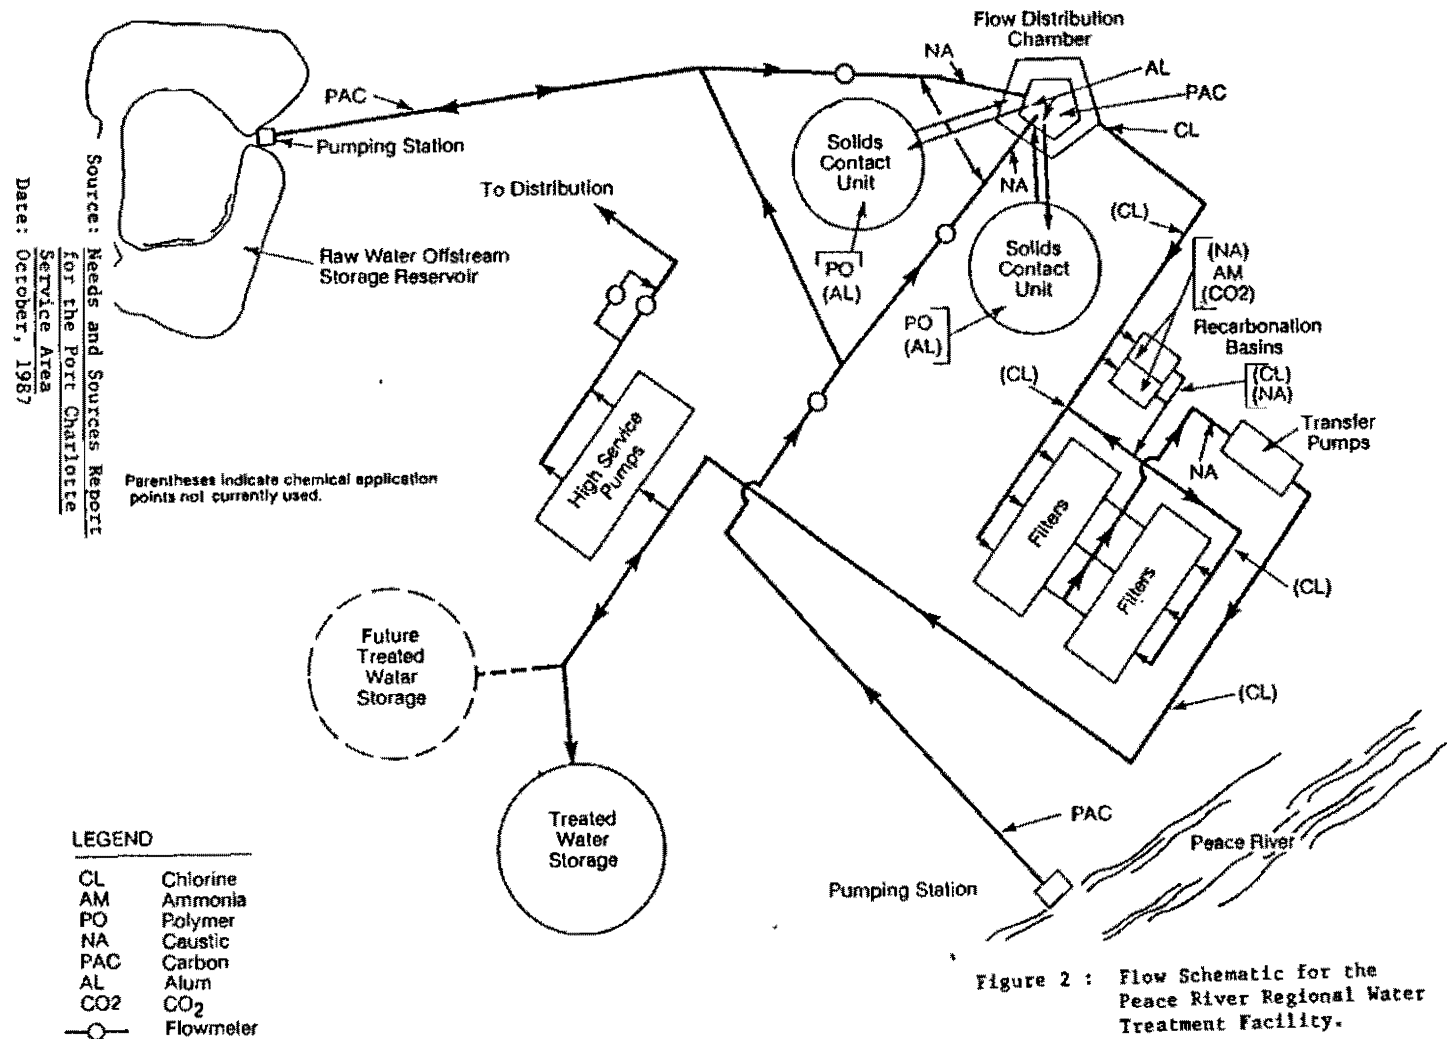 Flow Distribution
Chamber
NA
AL
PAC
CL
PAC
Pumping Station
Solids
Contact
Unit
NA
To Distribution
(CL)
Raw Water Offstream
Storage Reservoir
PO
(AL)
Solids
Contact
Unit
(NA)
AM
(CO2)
PO
(AL)
Recarbonation
Basins
(CL)
(CL)
(NA)
Transfer
Pumps
NA
High Service
Pumps
Filters
Filters
(CL)
(CL)
Source: Needs and Sources Report
for the Port Charlotte
Service Area
Date: October, 1987
Parentheses indicate chemical application
points not currently used.
Future
Treated
Water
Storage
Treated
Water
Storage
PAC
Peace River
Pumping Station
LEGEND
CL Chlorine
AM Ammonia
PO Polymer
NA Caustic
PAC Carbon
AL Alum
CO2 CO2
Flowmeter
Figure 2 : Flow Schematic for the
Peace River Regional Water
Treatment Facility.